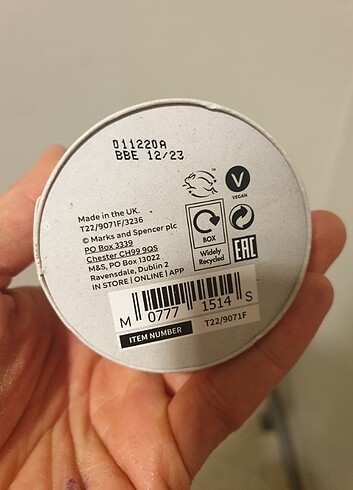 011220A
BBE 12/23
V
VEGAN
Made in the UK.
T22/9071F/3236
© Marks and Spencer plc
PO Box 3339
Chester CH99 9QS
M&S, PO Box 13022
Ravensdale, Dublin 2
IN STORE | ONLINE | APP
BOX
Widely
Recycled
EAC
M 0777 1514 S
ITEM NUMBER T22/9071F